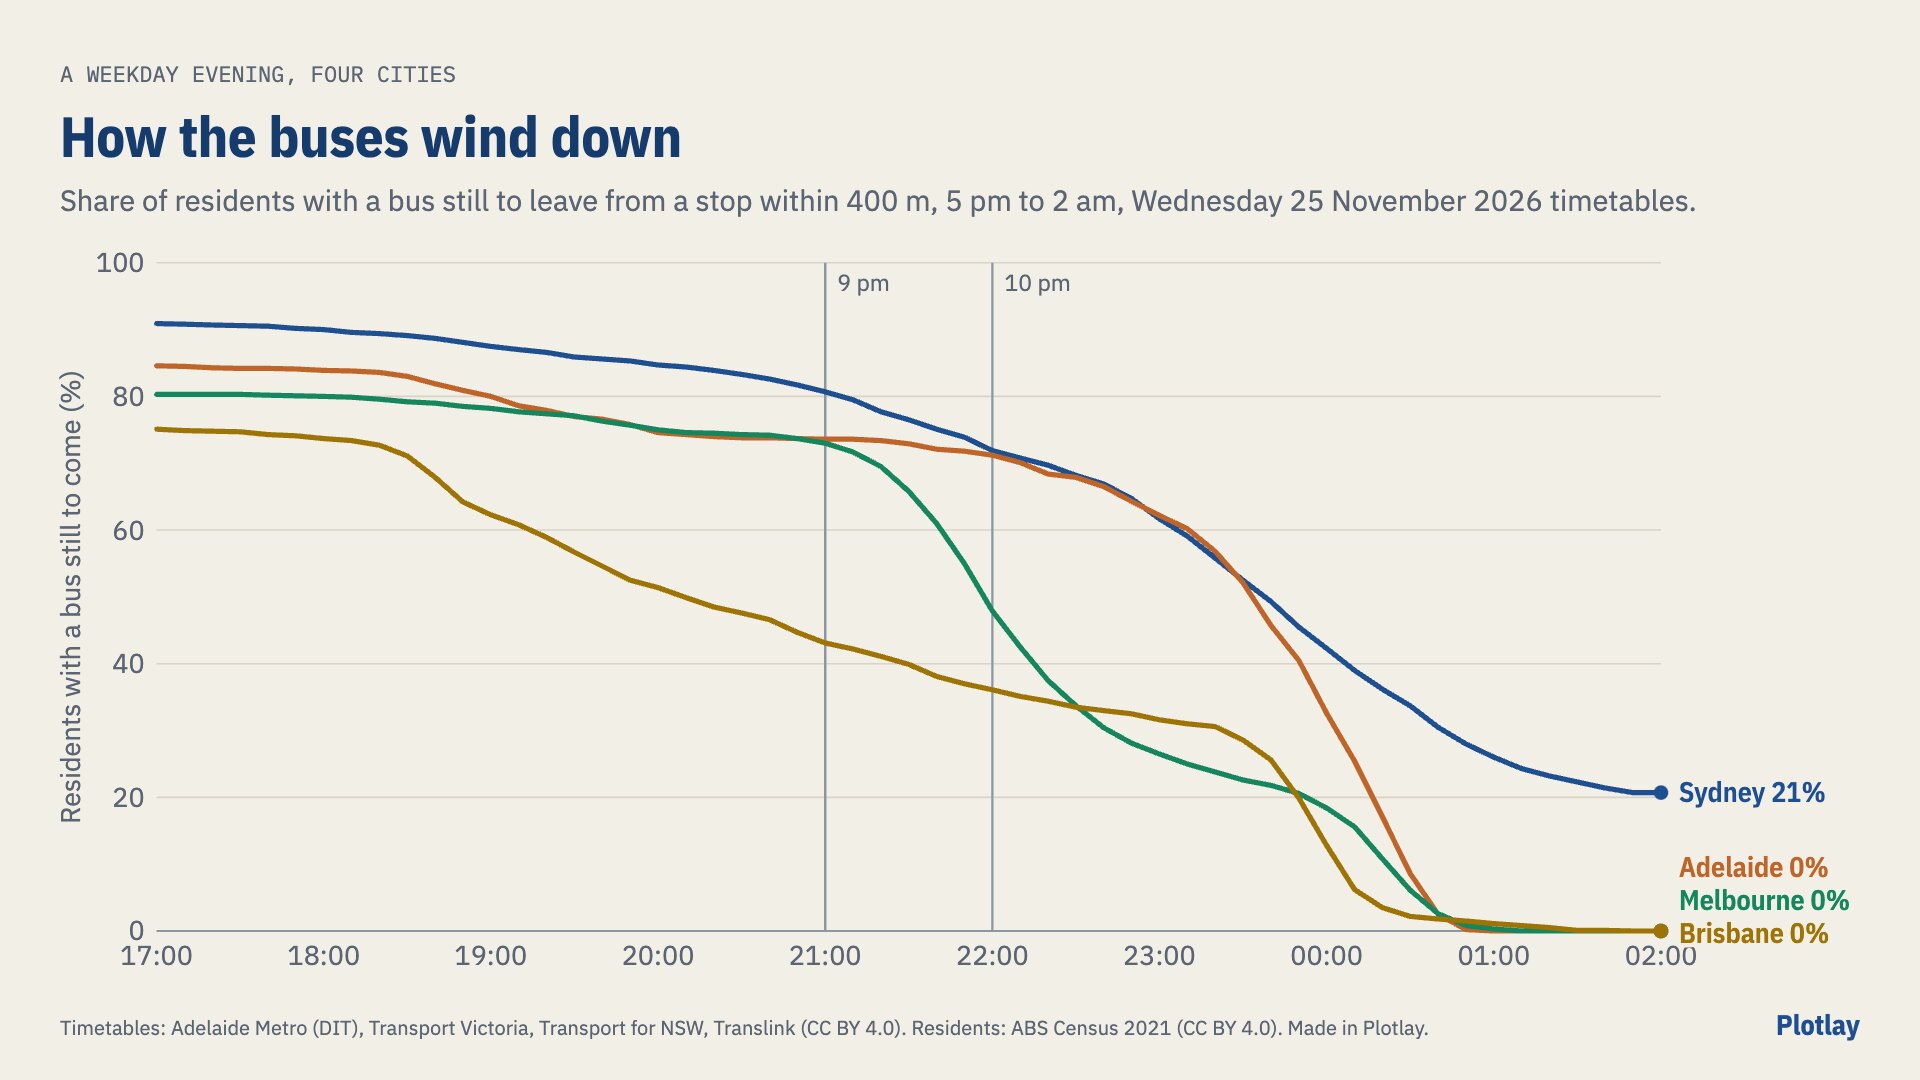 A WEEKDAY EVENING, FOUR CITIES
How the buses wind down
Share of residents with a bus still to leave from a stop within 400 m, 5 pm to 2 am, Wednesday 25 November 2026 timetables.
Residents with a bus still to come (%)
100
80
60
40
20
0
9 pm
10 pm
Sydney 21%
Adelaide 0%
Melbourne 0%
Brisbane 0%
17:00 18:00 19:00 20:00 21:00 22:00 23:00 00:00 01:00 02:00
Timetables: Adelaide Metro (DIT), Transport Victoria, Transport for NSW, Translink (CC BY 4.0). Residents: ABS Census 2021 (CC BY 4.0). Made in Plotlay.
Plotlay